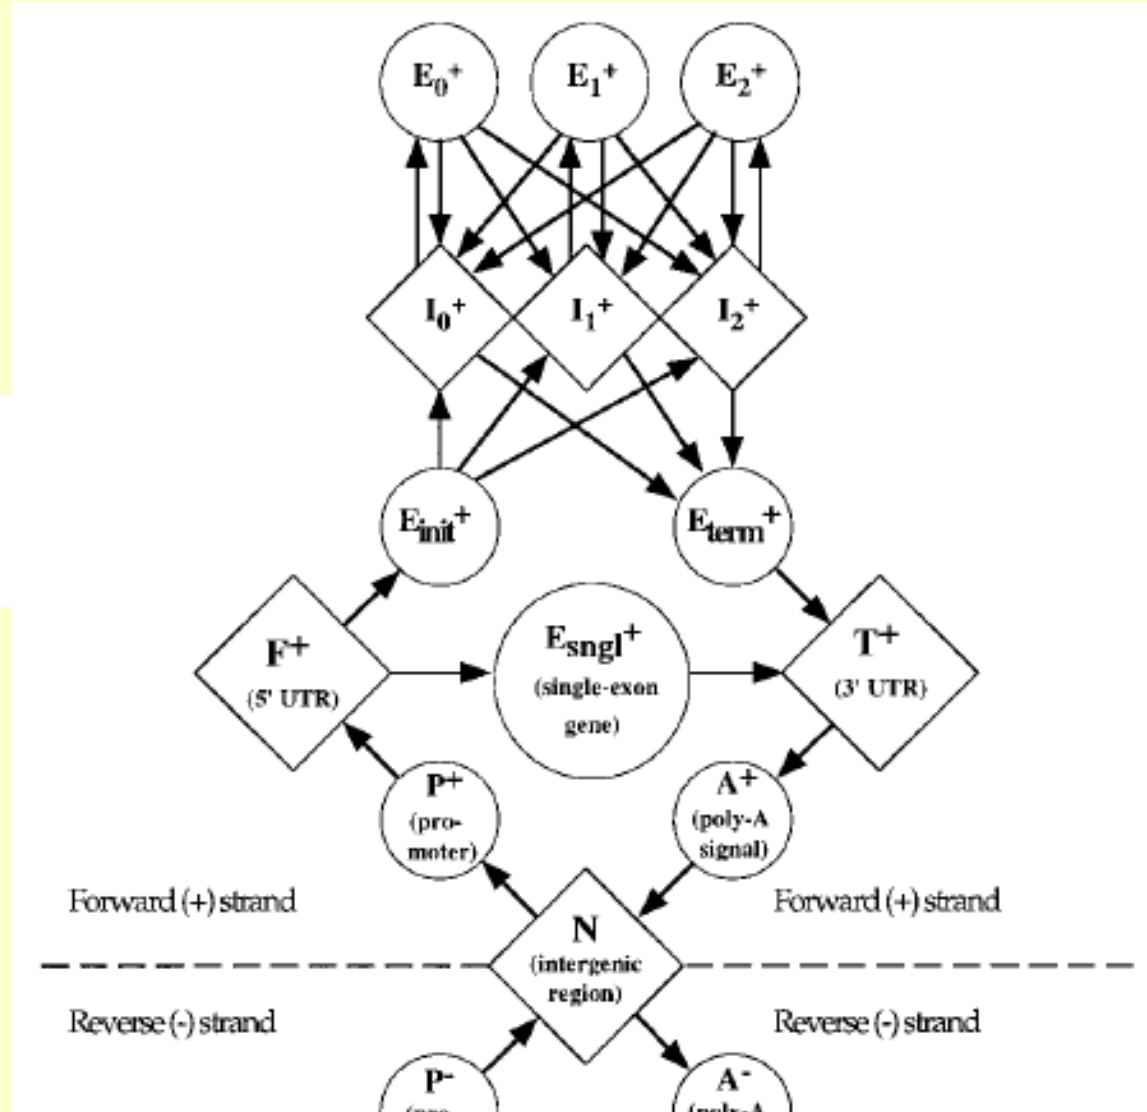 E0+ E1+ E2+
I0+ I1+ I2+
Einit+ Eterm+
F+
(5' UTR)
Esngl+
(single-exon
gene)
T+
(3' UTR)
P+
(pro-
moter)
A+
(poly-A
signal)
Forward (+) strand
Forward (+) strand
N
(intergenic
region)
Reverse (-) strand
Reverse (-) strand
P-
A-
(poly-A